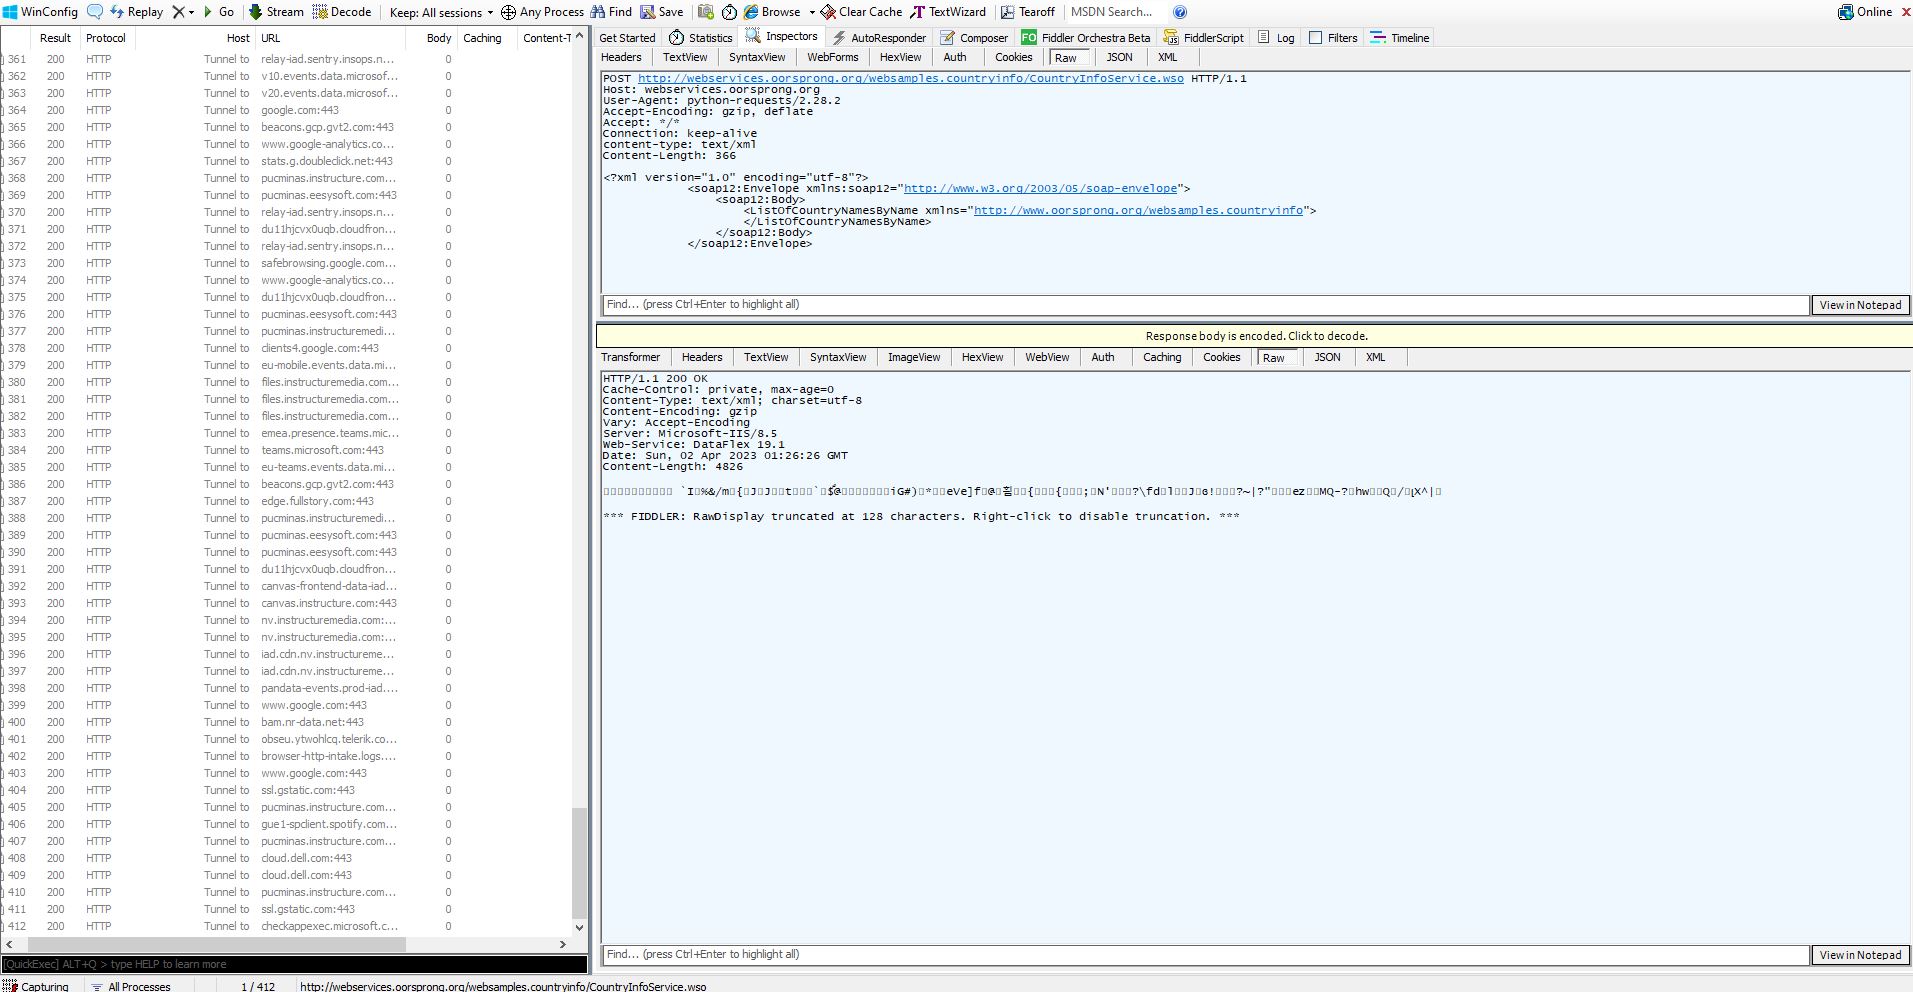 WinConfig Replay Go Stream Decode Keep: All sessions Any Process Find Save Browse Clear Cache TextWizard Tearoff MSDN Search... Online
Result Protocol Host URL Body Caching Content-T
361 200 HTTP Tunnel to relay-iad.sentry.insops.n... 0
362 200 HTTP Tunnel to v10.events.data.microsof... 0
363 200 HTTP Tunnel to v20.events.data.microsof... 0
364 200 HTTP Tunnel to google.com:443 0
365 200 HTTP Tunnel to beacons.gcp.gvt2.com:443 0
366 200 HTTP Tunnel to www.google-analytics.co... 0
367 200 HTTP Tunnel to stats.g.doubleclick.net:443 0
368 200 HTTP Tunnel to pucminas.instructure.com... 0
369 200 HTTP Tunnel to pucminas.eesysoft.com:443 0
370 200 HTTP Tunnel to relay-iad.sentry.insops.n... 0
371 200 HTTP Tunnel to du11hjcvx0uqb.cloudfron... 0
372 200 HTTP Tunnel to relay-iad.sentry.insops.n... 0
373 200 HTTP Tunnel to safebrowsing.google.com... 0
374 200 HTTP Tunnel to www.google-analytics.co... 0
375 200 HTTP Tunnel to du11hjcvx0uqb.cloudfron... 0
376 200 HTTP Tunnel to pucminas.eesysoft.com:443 0
377 200 HTTP Tunnel to pucminas.instructuremedi... 0
378 200 HTTP Tunnel to clients4.google.com:443 0
379 200 HTTP Tunnel to eu-mobile.events.data.mi... 0
380 200 HTTP Tunnel to files.instructuremedia.com... 0
381 200 HTTP Tunnel to files.instructuremedia.com... 0
382 200 HTTP Tunnel to files.instructuremedia.com... 0
383 200 HTTP Tunnel to emea.presence.teams.mic... 0
384 200 HTTP Tunnel to teams.microsoft.com:443 0
385 200 HTTP Tunnel to eu-teams.events.data.mi... 0
386 200 HTTP Tunnel to beacons.gcp.gvt2.com:443 0
387 200 HTTP Tunnel to edge.fullstory.com:443 0
388 200 HTTP Tunnel to pucminas.instructuremedi... 0
389 200 HTTP Tunnel to pucminas.eesysoft.com:443 0
390 200 HTTP Tunnel to pucminas.eesysoft.com:443 0
391 200 HTTP Tunnel to du11hjcvx0uqb.cloudfron... 0
392 200 HTTP Tunnel to canvas-frontend-data-iad... 0
393 200 HTTP Tunnel to canvas.instructure.com:443 0
394 200 HTTP Tunnel to nv.instructuremedia.com:... 0
395 200 HTTP Tunnel to nv.instructuremedia.com:... 0
396 200 HTTP Tunnel to iad.cdn.nv.instructureme... 0
397 200 HTTP Tunnel to iad.cdn.nv.instructureme... 0
398 200 HTTP Tunnel to pandata-events.prod-iad.... 0
399 200 HTTP Tunnel to www.google.com:443 0
400 200 HTTP Tunnel to bam.nr-data.net:443 0
401 200 HTTP Tunnel to obseu.ytwohlcq.telerik.co... 0
402 200 HTTP Tunnel to browser-http-intake.logs.... 0
403 200 HTTP Tunnel to www.google.com:443 0
404 200 HTTP Tunnel to ssl.gstatic.com:443 0
405 200 HTTP Tunnel to pucminas.instructure.com... 0
406 200 HTTP Tunnel to gue1-spclient.spotify.com... 0
407 200 HTTP Tunnel to pucminas.instructure.com... 0
408 200 HTTP Tunnel to cloud.dell.com:443 0
409 200 HTTP Tunnel to cloud.dell.com:443 0
410 200 HTTP Tunnel to pucminas.instructure.com... 0
411 200 HTTP Tunnel to ssl.gstatic.com:443 0
412 200 HTTP Tunnel to checkappexec.microsoft.c... 0
[QuickExec] ALT+Q > type HELP to learn more
Get Started Statistics Inspectors AutoResponder Composer FO Fiddler Orchestra Beta FiddlerScript Log Filters Timeline
Headers TextView SyntaxView WebForms HexView Auth Cookies Raw JSON XML
POST http://webservices.oorsprong.org/websamples.countryinfo/CountryInfoService.wso HTTP/1.1
Host: webservices.oorsprong.org
User-Agent: python-requests/2.28.2
Accept-Encoding: gzip, deflate
Accept: */*
Connection: keep-alive
content-type: text/xml
Content-Length: 366
<?xml version="1.0" encoding="utf-8"?>
<soap12:Envelope xmlns:soap12="http://www.w3.org/2003/05/soap-envelope">
<soap12:Body>
<ListOfCountryNamesByName xmlns="http://www.oorsprong.org/websamples.countryinfo">
</ListOfCountryNamesByName>
</soap12:Body>
</soap12:Envelope>
Find... (press Ctrl+Enter to highlight all) View in Notepad
Response body is encoded. Click to decode.
Transformer Headers TextView SyntaxView ImageView HexView WebView Auth Caching Cookies Raw JSON XML
HTTP/1.1 200 OK
Cache-Control: private, max-age=0
Content-Type: text/xml; charset=utf-8
Content-Encoding: gzip
Vary: Accept-Encoding
Server: Microsoft-IIS/8.5
Web-Service: DataFlex 19.1
Date: Sun, 02 Apr 2023 01:26:26 GMT
Content-Length: 4826
*** FIDDLER: RawDisplay truncated at 128 characters. Right-click to disable truncation. ***
Find... (press Ctrl+Enter to highlight all) View in Notepad
Capturing All Processes 1 / 412 http://webservices.oorsprong.org/websamples.countryinfo/CountryInfoService.wso